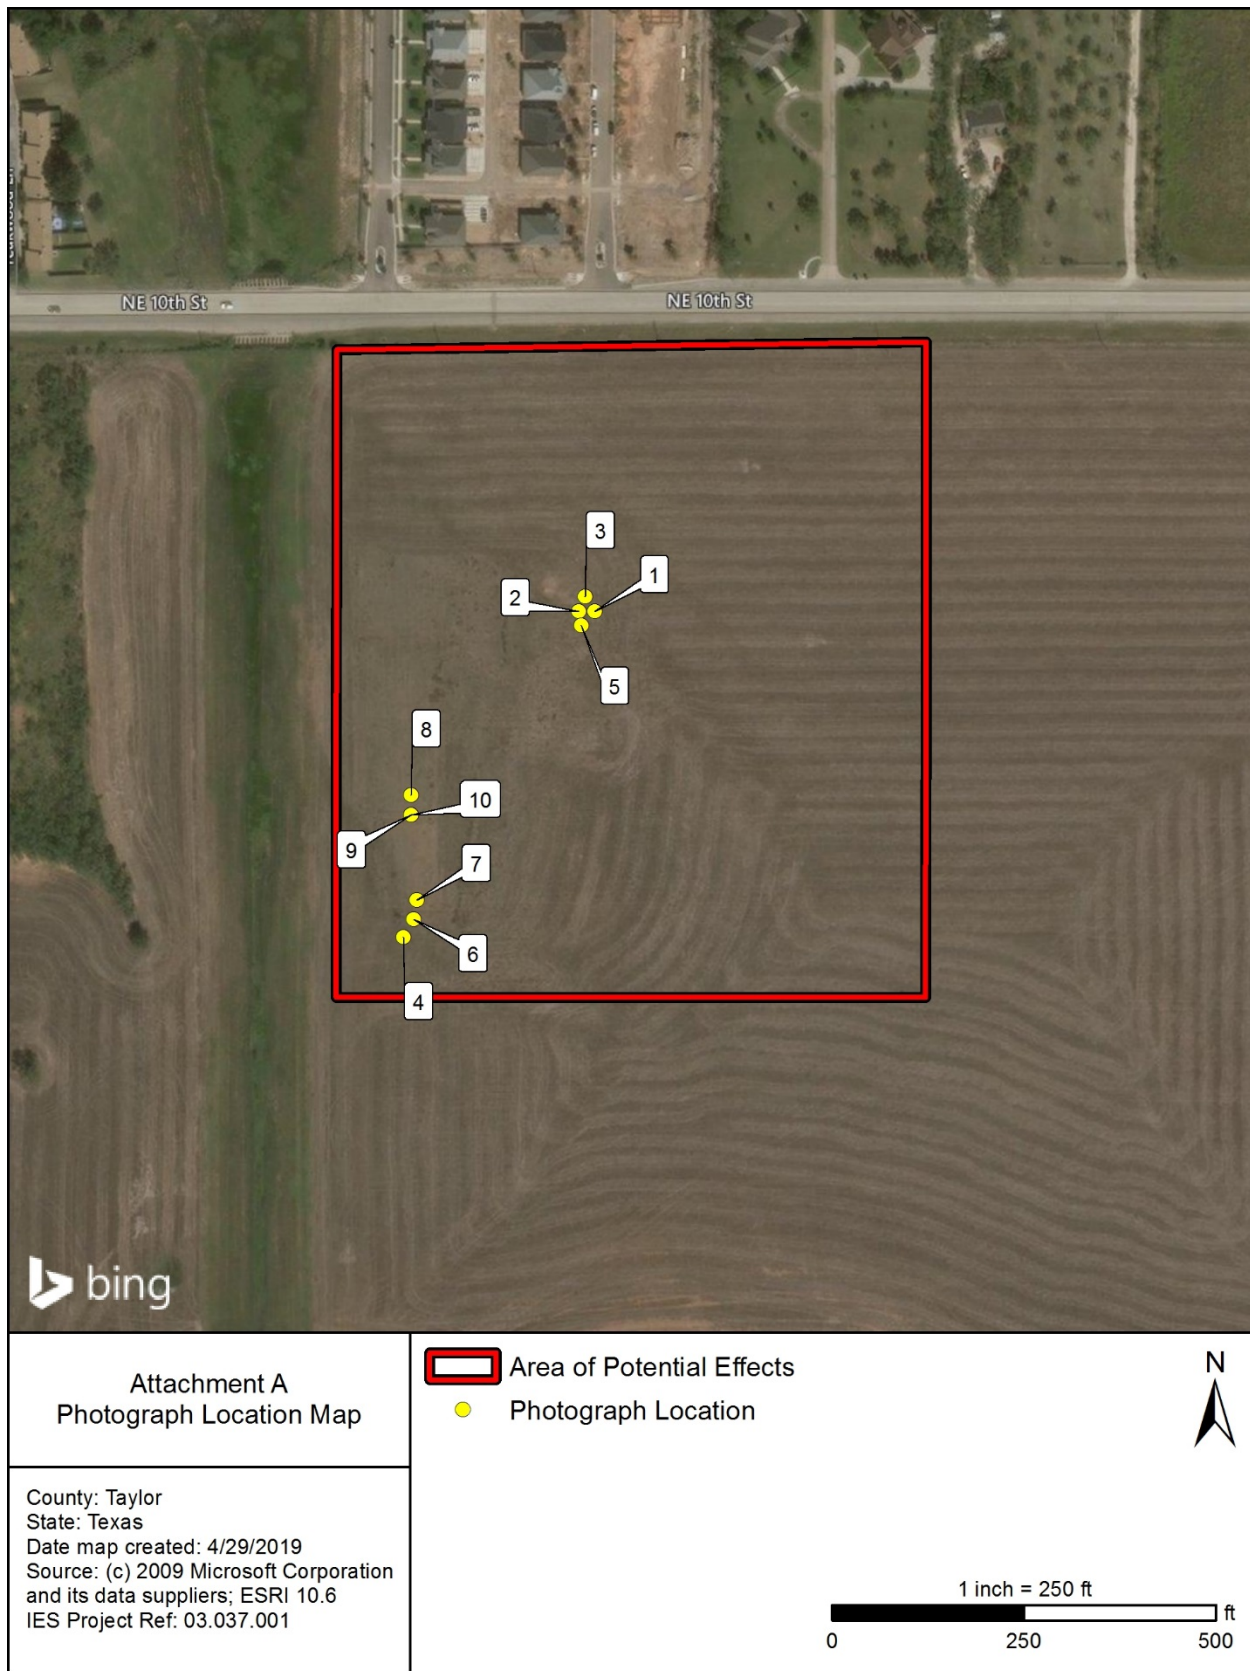 NE 10th St
NE 10th St
3
1
2
5
8
10
9
7
6
4
bing
Attachment A
Photograph Location Map
County: Taylor
State: Texas
Date map created: 4/29/2019
Source: (c) 2009 Microsoft Corporation
and its data suppliers; ESRI 10.6
IES Project Ref: 03.037.001
Area of Potential Effects
Photograph Location
N
1 inch = 250 ft
ft
0
250
500